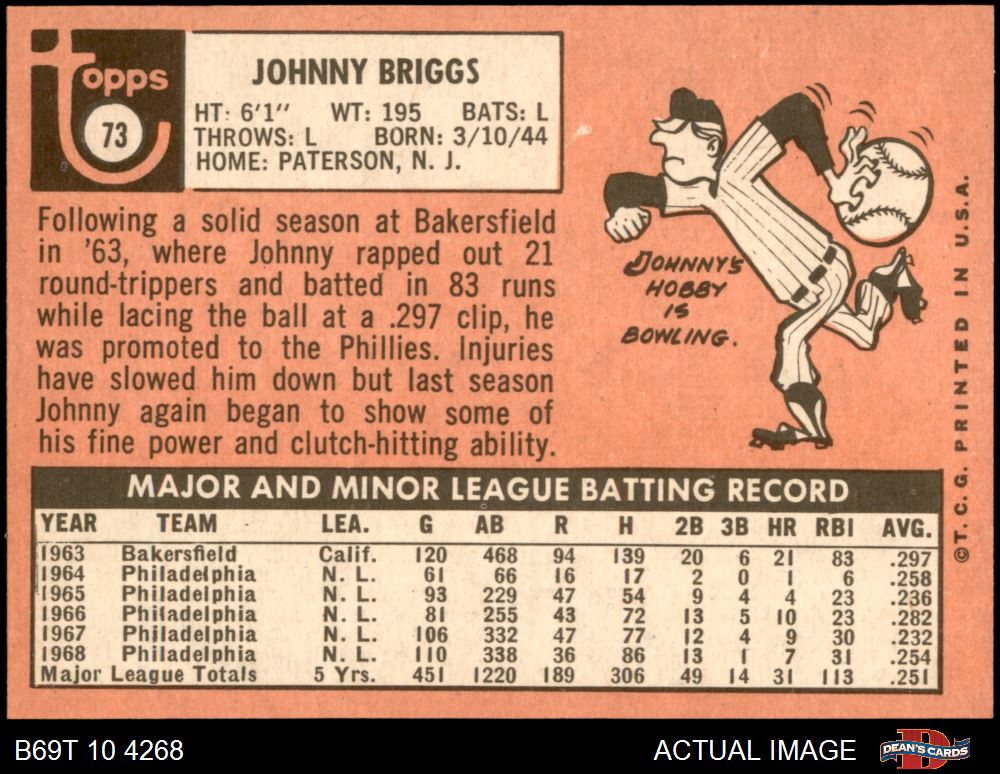 topps
73
JOHNNY BRIGGS
HT: 6'1" WT: 195 BATS: L
THROWS: L BORN: 3/10/44
HOME: PATERSON, N. J.
Following a solid season at Bakersfield
in '63, where Johnny rapped out 21
round-trippers and batted in 83 runs
while lacing the ball at a .297 clip, he
was promoted to the Phillies. Injuries
have slowed him down but last season
Johnny again began to show some of
his fine power and clutch-hitting ability.
JOHNNY'S
HOBBY
IS
BOWLING.
©T. C. G. PRINTED IN U.S.A.
MAJOR AND MINOR LEAGUE BATTING RECORD
YEAR TEAM LEA. G AB R H 2B 3B HR RBI AVG.
1963 Bakersfield Calif. 120 468 94 139 20 6 21 83 .297
1964 Philadelphia N. L. 61 66 16 17 2 0 1 6 .258
1965 Philadelphia N. L. 93 229 47 54 9 4 4 23 .236
1966 Philadelphia N. L. 81 255 43 72 13 5 10 23 .282
1967 Philadelphia N. L. 106 332 47 77 12 4 9 30 .232
1968 Philadelphia N. L. 110 338 36 86 13 1 7 31 .254
Major League Totals 5 Yrs. 451 1220 189 306 49 14 31 113 .251
B69T 10 4268 ACTUAL IMAGE DEAN'S CARDS